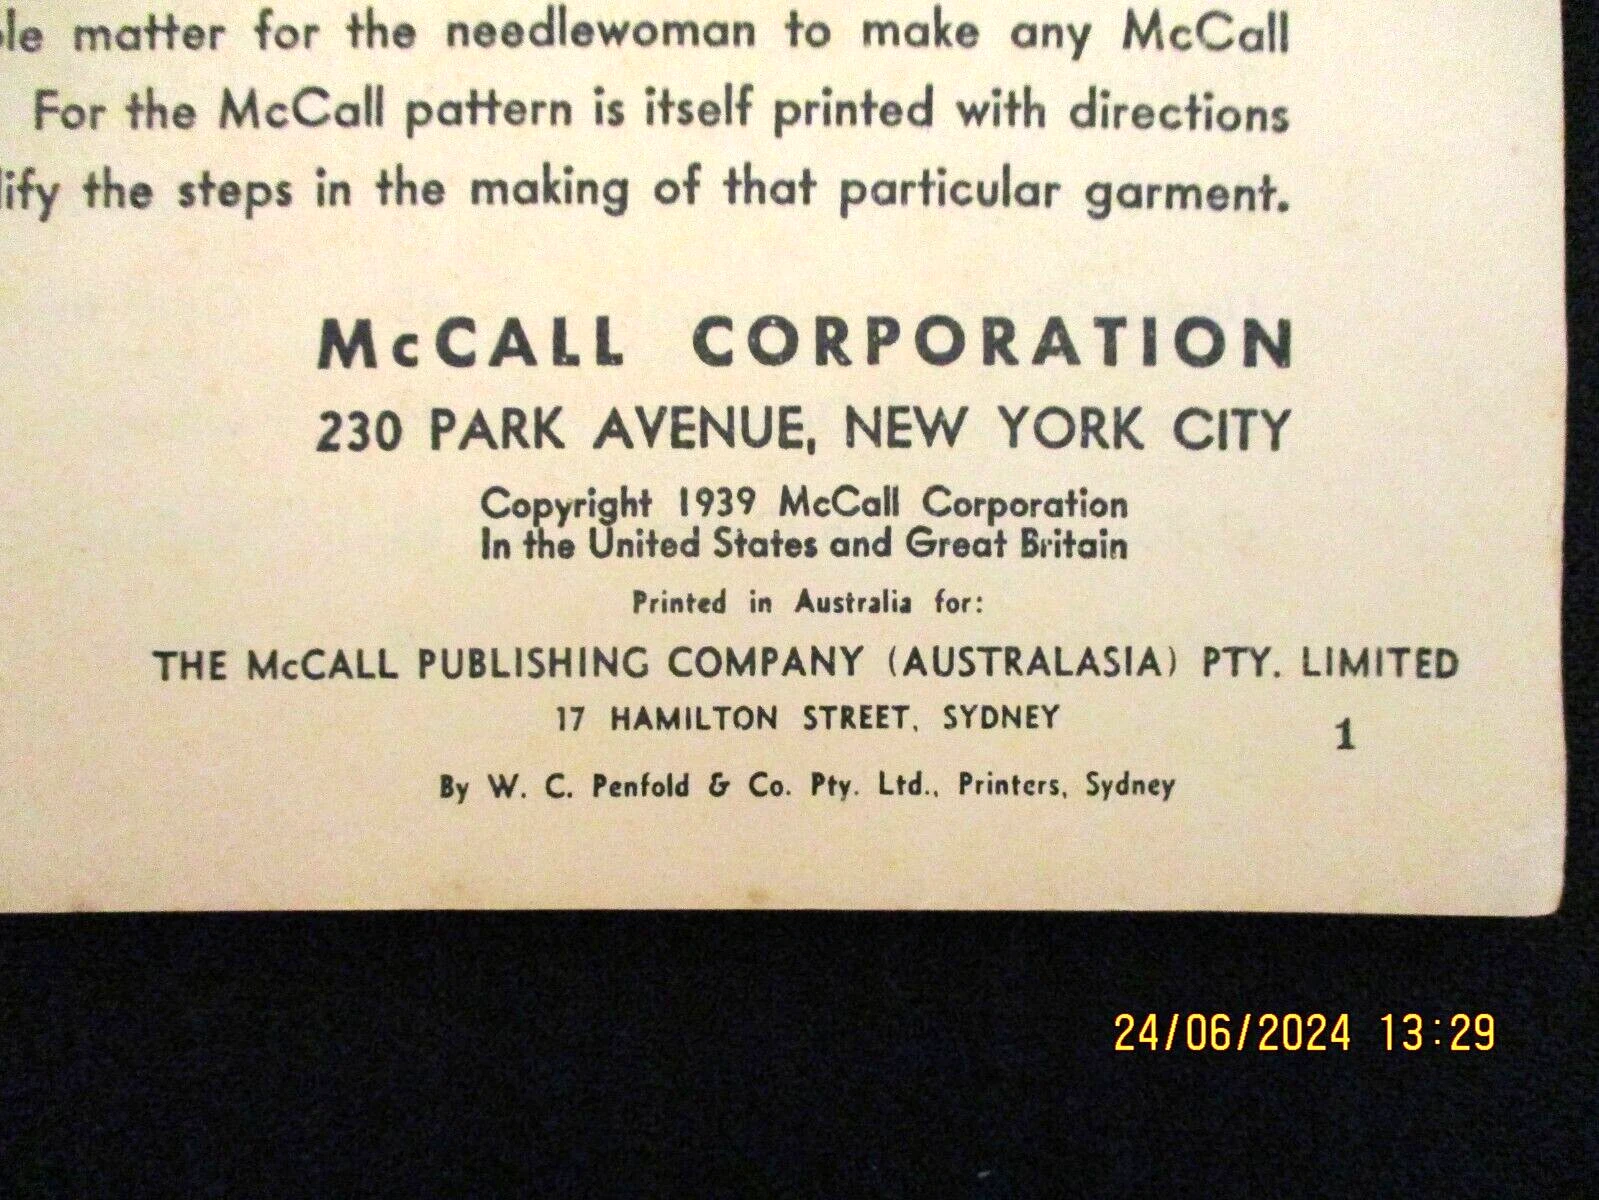 matter for the needlewoman to make any McCall
For the McCall pattern is itself printed with directions
the steps in the making of that particular garment.
McCALL CORPORATION
230 PARK AVENUE, NEW YORK CITY
Copyright 1939 McCall Corporation
In the United States and Great Britain
Printed in Australia for:
THE McCALL PUBLISHING COMPANY (AUSTRALASIA) PTY. LIMITED
17 HAMILTON STREET, SYDNEY
1
By W. C. Penfold & Co. Pty. Ltd., Printers, Sydney
24/06/2024 13:29